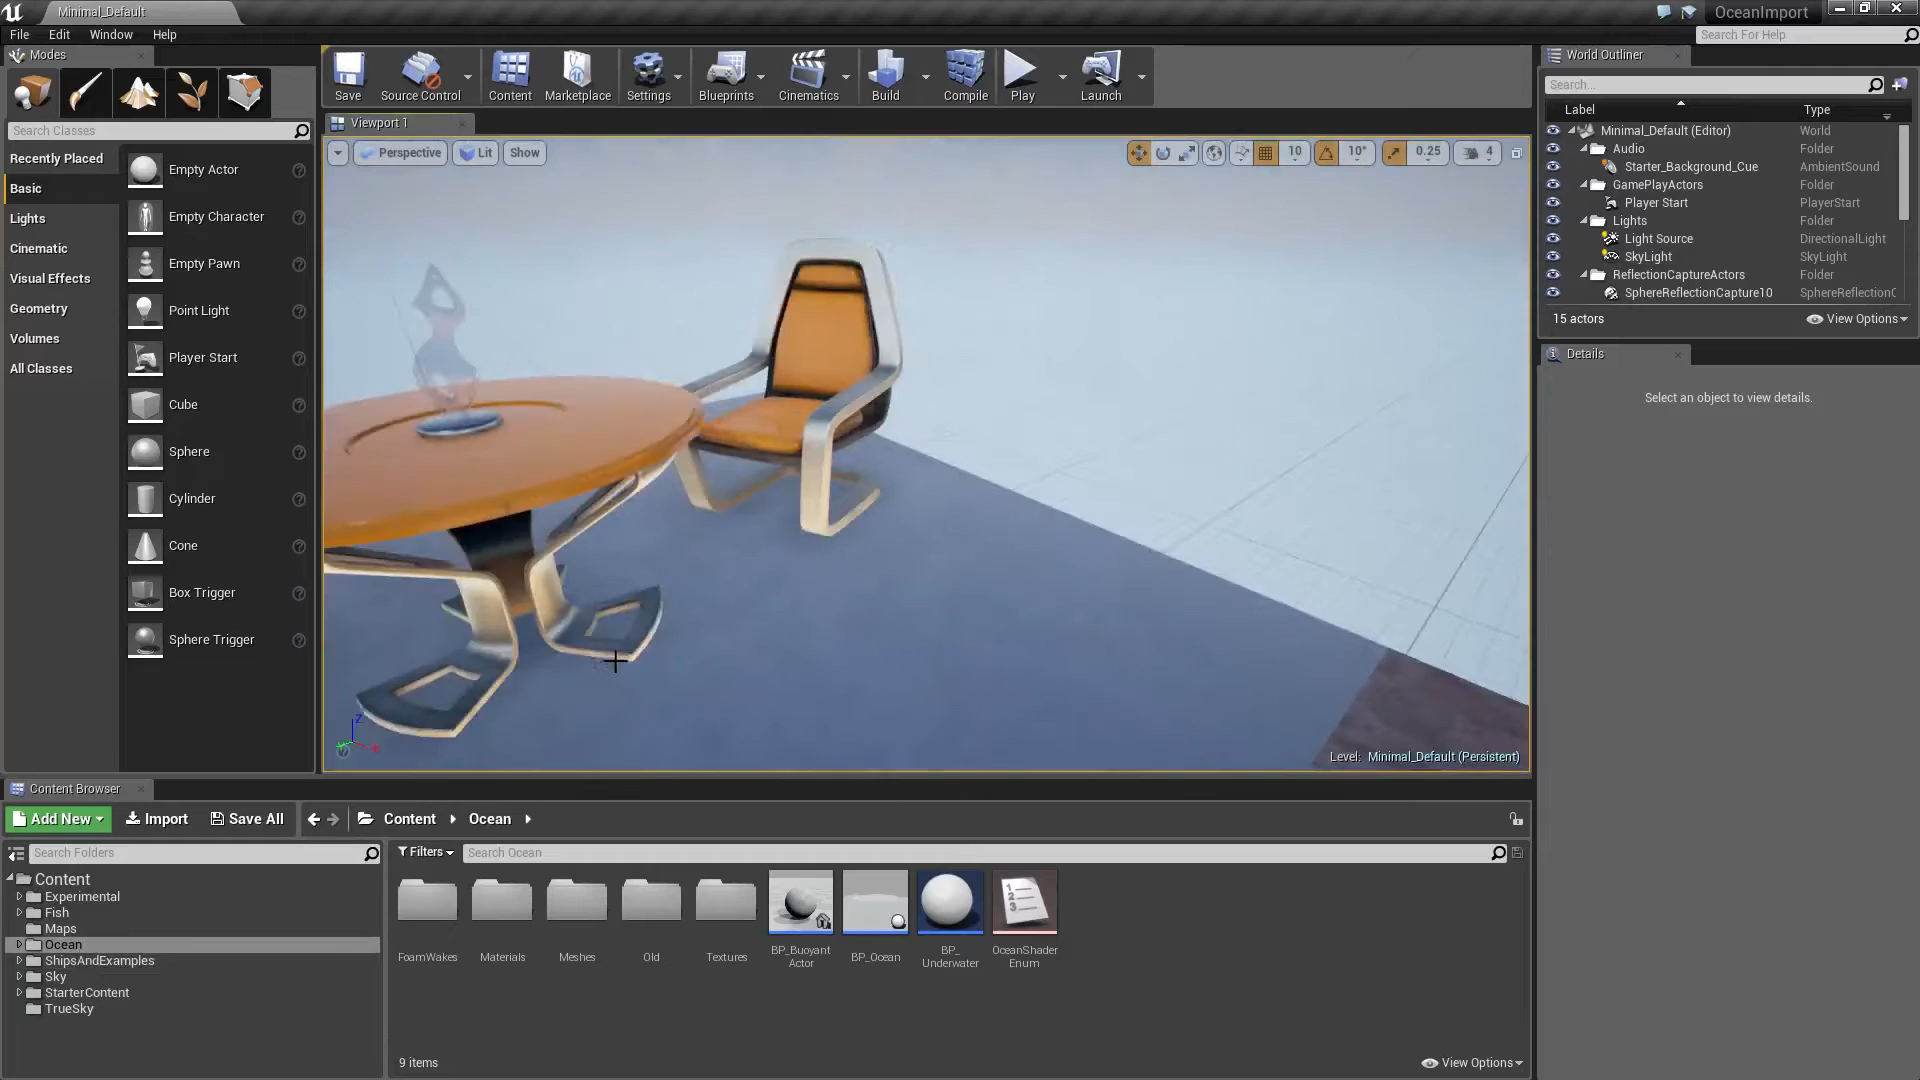 Minimal_Default
OceanImport
File Edit Window Help
Search For Help
Modes
Search Classes
Recently Placed
Basic
Lights
Cinematic
Visual Effects
Geometry
Volumes
All Classes
Empty Actor
Empty Character
Empty Pawn
Point Light
Player Start
Cube
Sphere
Cylinder
Cone
Box Trigger
Sphere Trigger
Save Source Control Content Marketplace Settings Blueprints Cinematics Build Compile Play Launch
Viewport 1
Perspective Lit Show
10 10° 0.25 4
Level: Minimal_Default (Persistent)
World Outliner
Search...
Label Type
Minimal_Default (Editor) World
Audio Folder
Starter_Background_Cue AmbientSound
GamePlayActors Folder
Player Start PlayerStart
Lights Folder
Light Source DirectionalLight
SkyLight SkyLight
ReflectionCaptureActors Folder
SphereReflectionCapture10 SphereReflectionC
15 actors View Options
Details
Select an object to view details.
Content Browser
Add New Import Save All Content Ocean
Search Folders
Content
Experimental
Fish
Maps
Ocean
ShipsAndExamples
Sky
StarterContent
TrueSky
Filters Search Ocean
FoamWakes
Materials
Meshes
Old
Textures
BP_Buoyant
Actor
BP_Ocean
BP_
Underwater
OceanShader
Enum
9 items View Options